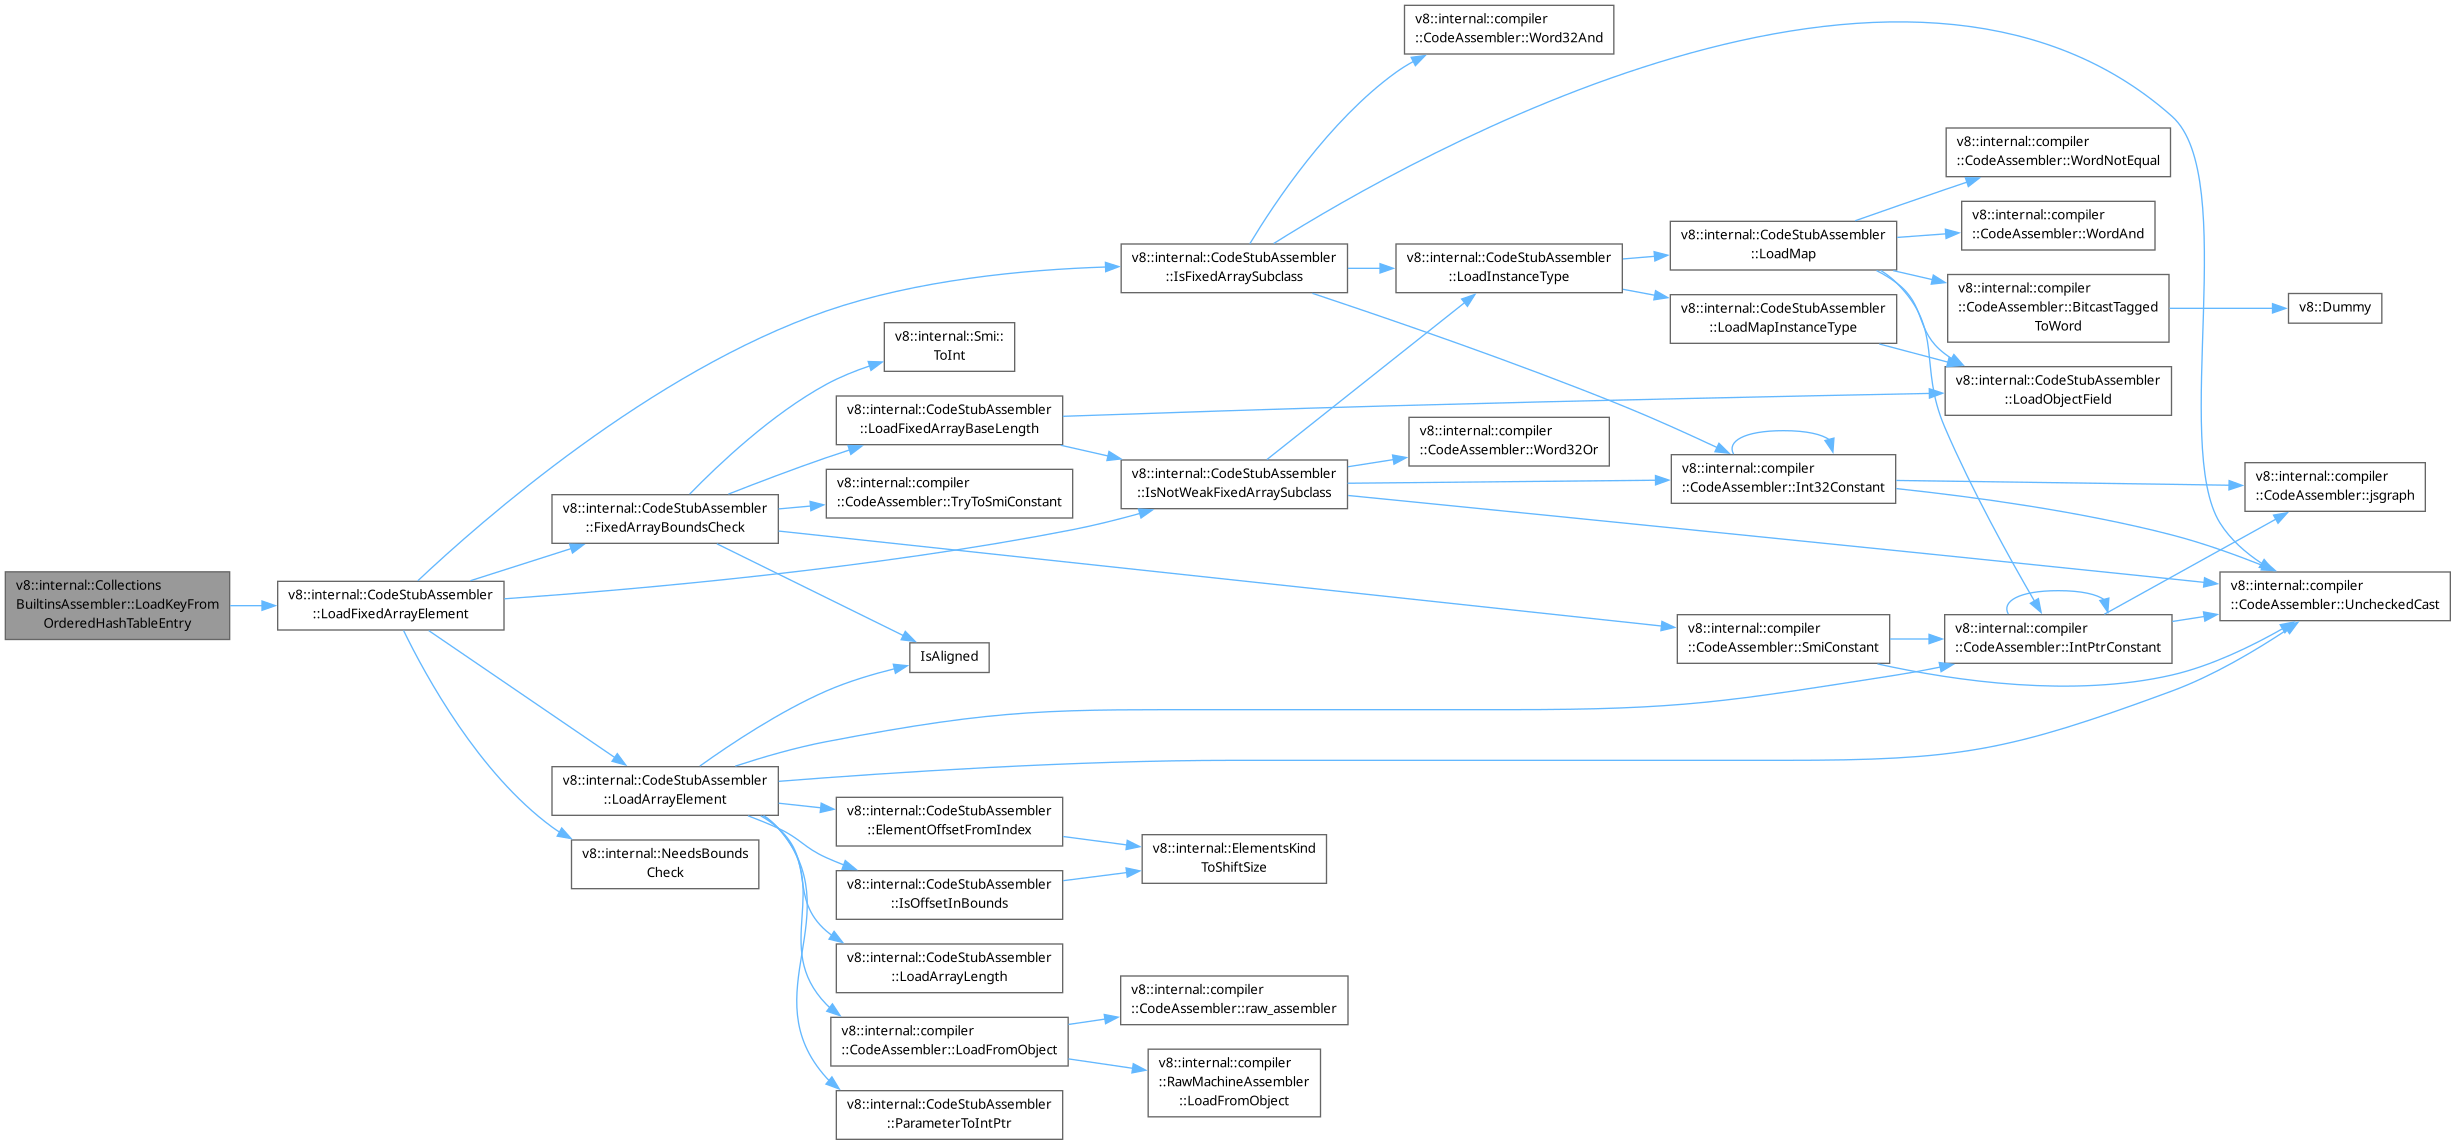 v8::internal::compiler
::CodeAssembler::Word32And
v8::internal::compiler
::CodeAssembler::WordNotEqual
v8::internal::compiler
::CodeAssembler::WordAnd
v8::internal::CodeStubAssembler
::LoadMap
v8::internal::CodeStubAssembler
::IsFixedArraySubclass
v8::internal::CodeStubAssembler
::LoadInstanceType
v8::internal::compiler
::CodeAssembler::BitcastTagged
ToWord
v8::Dummy
v8::internal::CodeStubAssembler
::LoadMapInstanceType
v8::internal::Smi::
ToInt
v8::internal::CodeStubAssembler
::LoadObjectField
v8::internal::CodeStubAssembler
::LoadFixedArrayBaseLength
v8::internal::compiler
::CodeAssembler::Word32Or
v8::internal::compiler
::CodeAssembler::Int32Constant
v8::internal::CodeStubAssembler
::IsNotWeakFixedArraySubclass
v8::internal::compiler
::CodeAssembler::jsgraph
v8::internal::compiler
::CodeAssembler::TryToSmiConstant
v8::internal::CodeStubAssembler
::FixedArrayBoundsCheck
v8::internal::Collections
BuiltinsAssembler::LoadKeyFrom
OrderedHashTableEntry
v8::internal::CodeStubAssembler
::LoadFixedArrayElement
v8::internal::compiler
::CodeAssembler::UncheckedCast
v8::internal::compiler
::CodeAssembler::SmiConstant
v8::internal::compiler
::CodeAssembler::IntPtrConstant
IsAligned
v8::internal::CodeStubAssembler
::LoadArrayElement
v8::internal::CodeStubAssembler
::ElementOffsetFromIndex
v8::internal::NeedsBounds
Check
v8::internal::ElementsKind
ToShiftSize
v8::internal::CodeStubAssembler
::IsOffsetInBounds
v8::internal::CodeStubAssembler
::LoadArrayLength
v8::internal::compiler
::CodeAssembler::raw_assembler
v8::internal::compiler
::CodeAssembler::LoadFromObject
v8::internal::compiler
::RawMachineAssembler
::LoadFromObject
v8::internal::CodeStubAssembler
::ParameterToIntPtr